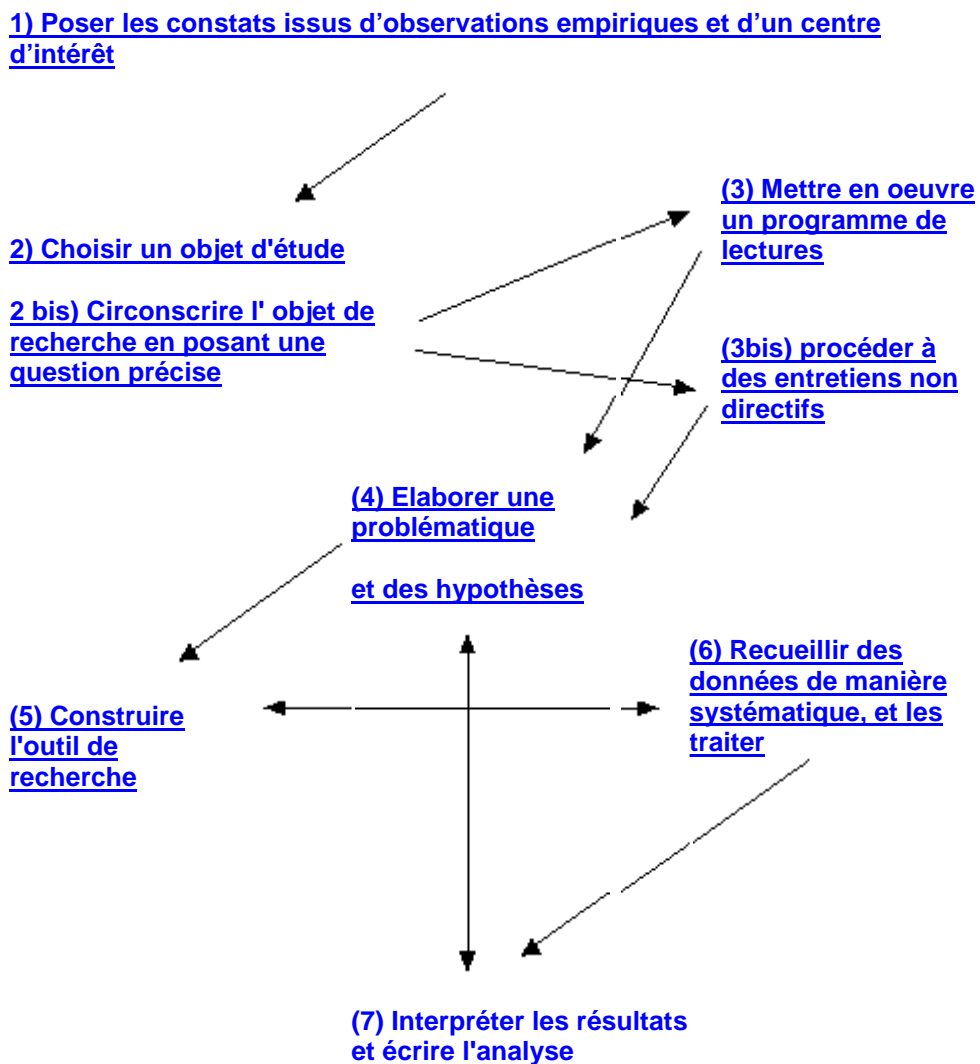 1) Poser les constats issus d’observations empiriques et d’un centre
d’intérêt
2) Choisir un objet d'étude
2 bis) Circonscrire l' objet de
recherche en posant une
question précise
(3) Mettre en oeuvre
un programme de
lectures
(3bis) procéder à
des entretiens non
directifs
(4) Elaborer une
problématique
et des hypothèses
(5) Construire
l'outil de
recherche
(6) Recueillir des
données de manière
systématique, et les
traiter
(7) Interpréter les résultats
et écrire l'analyse